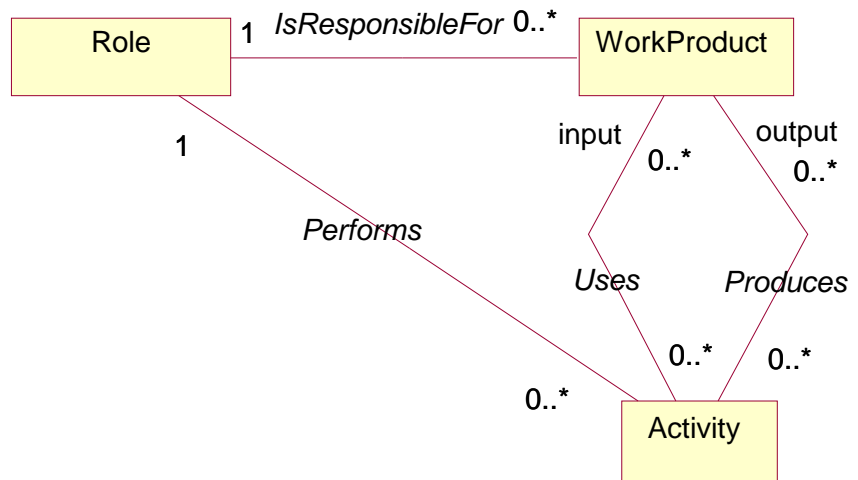 Role
1
IsResponsibleFor
0..*
WorkProduct
1
input
output
0..*
0..*
Performs
Uses
Produces
0..*
0..*
0..*
Activity